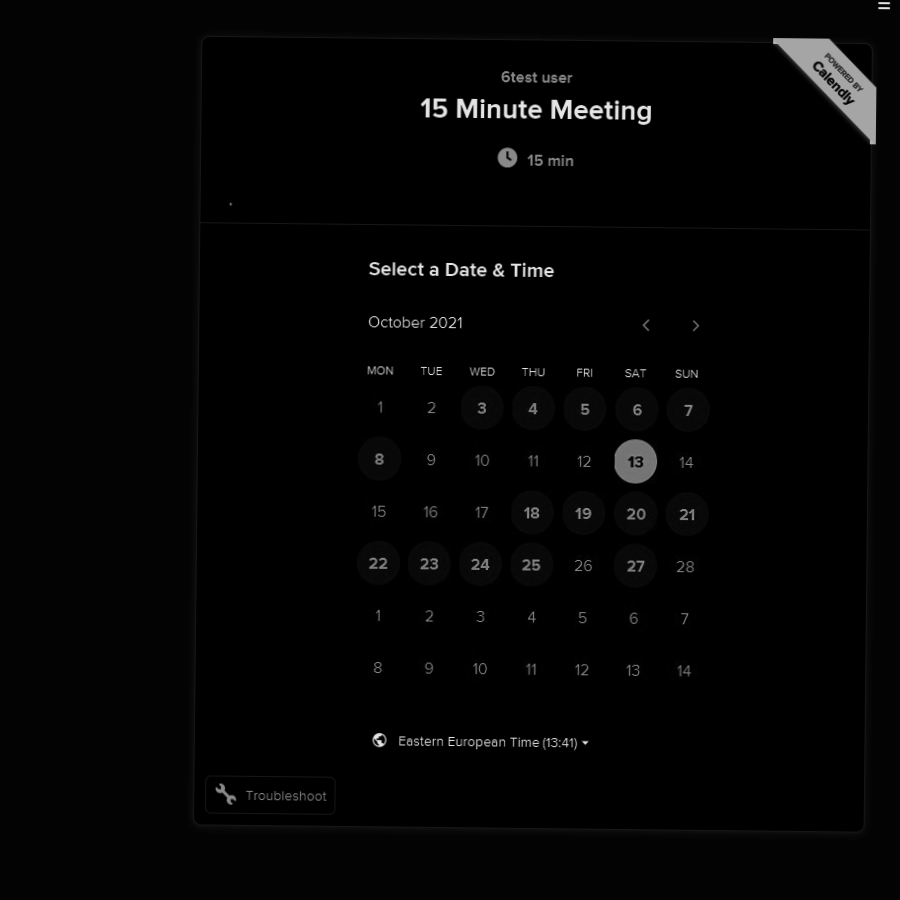 POWERED BY
Calendly
6test user
15 Minute Meeting
15 min
Select a Date & Time
October 2021
MON TUE WED THU FRI SAT SUN
1 2 3 4 5 6 7
8 9 10 11 12 13 14
15 16 17 18 19 20 21
22 23 24 25 26 27 28
1 2 3 4 5 6 7
8 9 10 11 12 13 14
Eastern European Time (13:41)
Troubleshoot